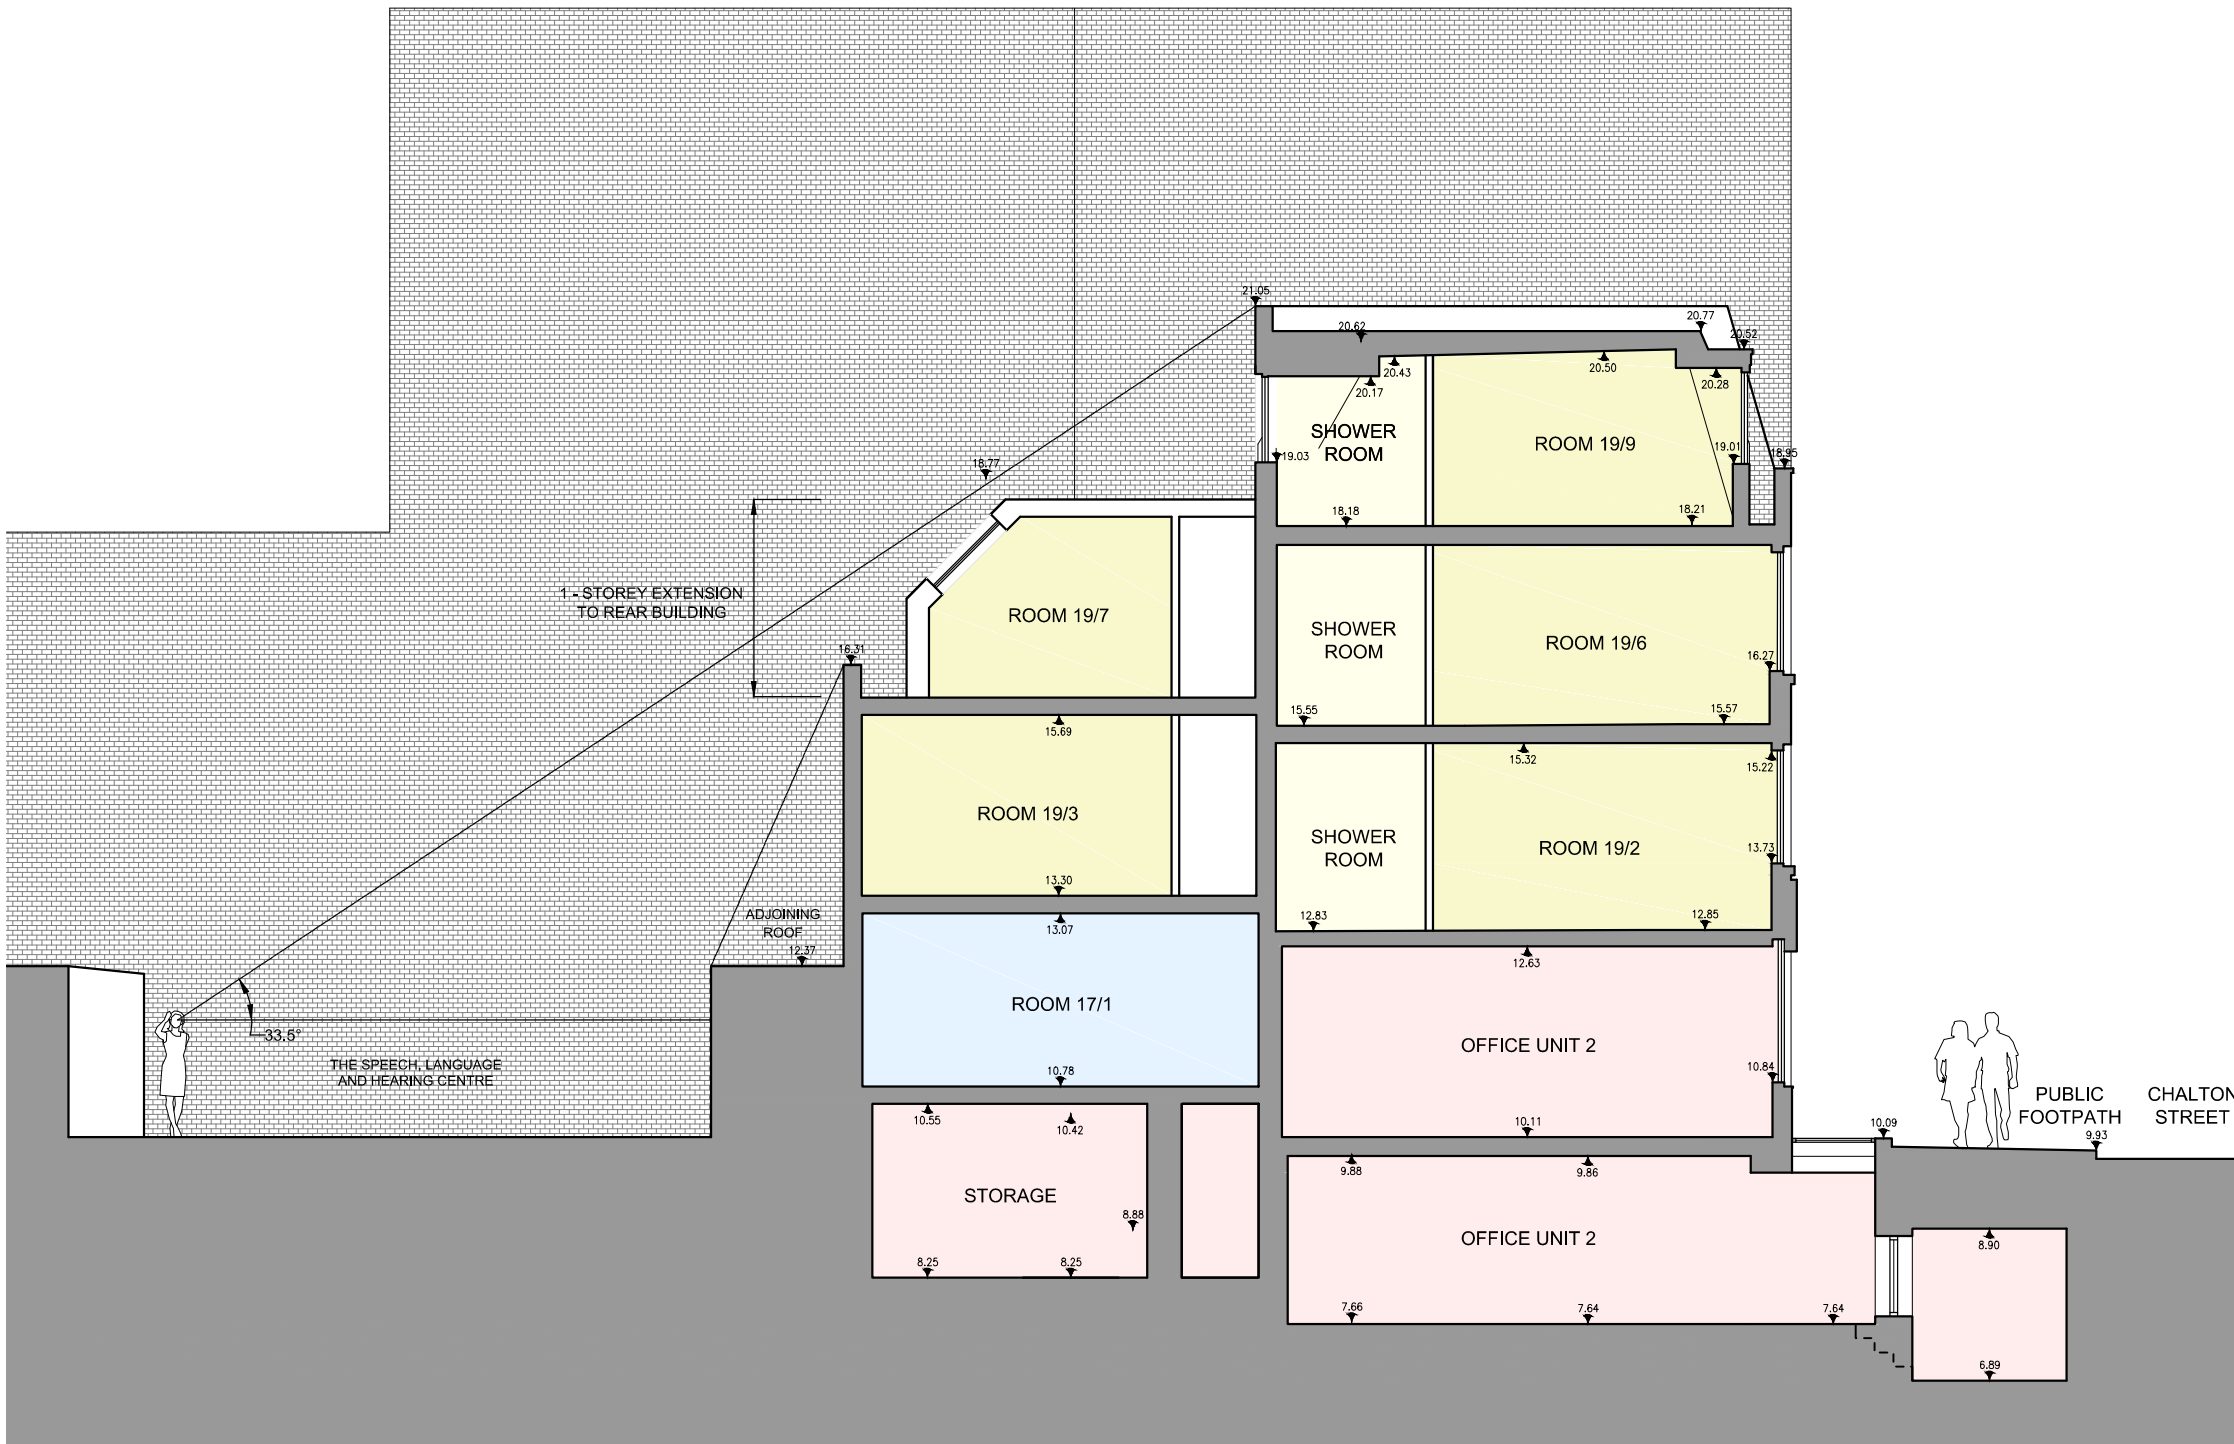 21.05
20.62
20.77
20.52
20.43
20.50
20.17
20.28
SHOWER
ROOM
ROOM 19/9
19.03
19.01
18.95
18.77
18.18
18.21
1 - STOREY EXTENSION
TO REAR BUILDING
ROOM 19/7
SHOWER
ROOM
ROOM 19/6
16.31
16.27
15.55
15.57
15.69
15.32
15.22
ROOM 19/3
SHOWER
ROOM
ROOM 19/2
13.73
13.30
12.83
12.85
ADJOINING
ROOF
12.37
13.07
12.63
ROOM 17/1
OFFICE UNIT 2
33.5°
THE SPEECH, LANGUAGE
AND HEARING CENTRE
10.78
10.84
PUBLIC
FOOTPATH
CHALTON
STREET
10.55
10.42
10.11
10.09
9.93
9.88
9.86
STORAGE
8.88
OFFICE UNIT 2
8.90
8.25
8.25
7.66
7.64
7.64
6.89